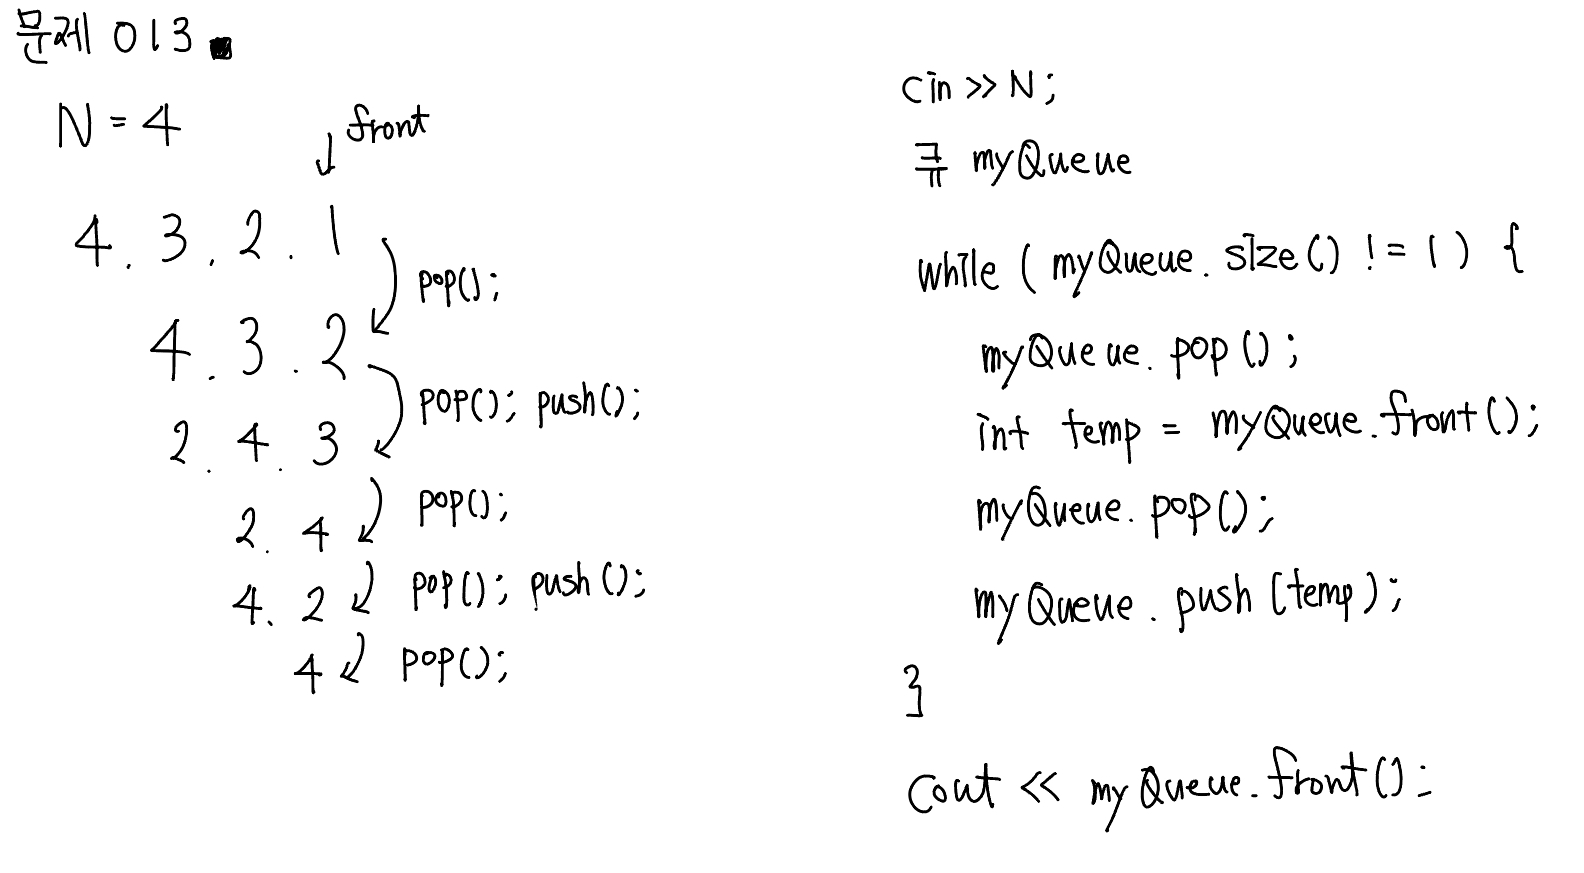 문제 013.
N = 4
front
4. 3. 2. 1
pop();
4. 3. 2
pop(); push();
2. 4. 3
pop();
2. 4
pop(); push();
4. 2
pop();
4
cin >> N;
큐 myQueue
while ( myQueue. size() != 1 ) {
myQueue. pop();
int temp = myQueue.front();
myQueue. pop();
myQueue. push (temp);
}
cout << myQueue.front();